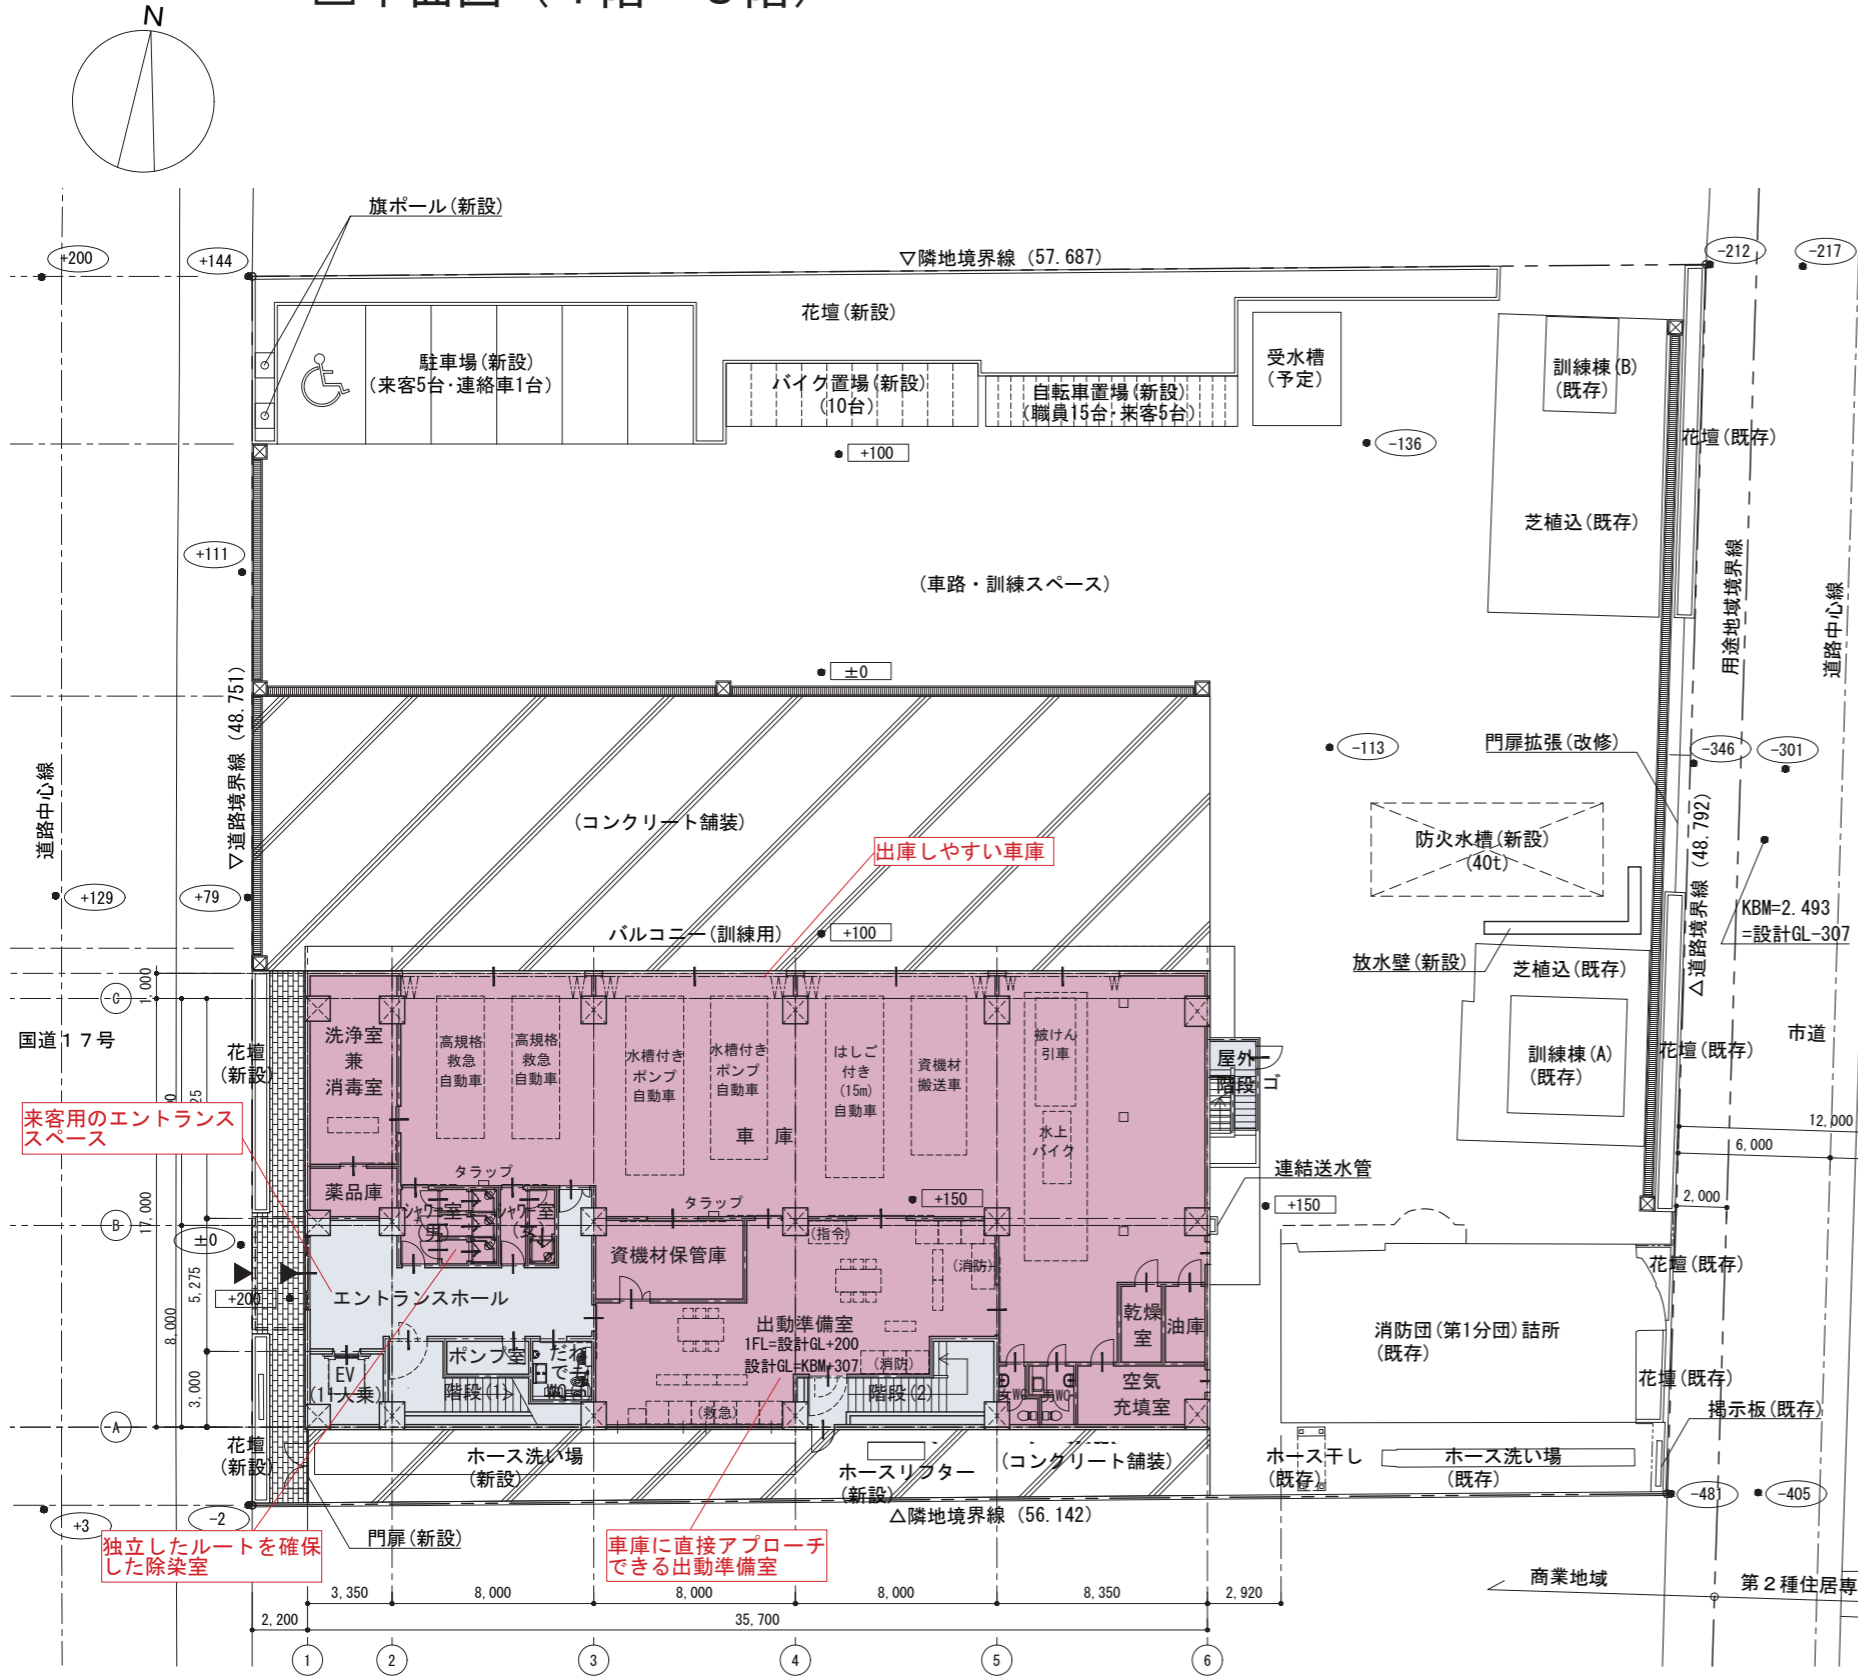 N
旗ポール(新設)
+200
+144
▽隣地境界線 (57.687)
-212
-217
花壇(新設)
駐車場(新設)
(来客5台・連絡車1台)
バイク置場(新設)
(10台)
自転車置場(新設)
(職員15台・来客5台)
受水槽
(予定)
訓練棟(B)
(既存)
花壇(既存)
+100
-136
芝植込(既存)
+111
(車路・訓練スペース)
用途地域境界線
道路中心線
±0
▽道路境界線 (48.751)
道路中心線
-113
門扉拡張(改修)
-346
-301
(コンクリート舗装)
出庫しやすい車庫
防火水槽(新設)
(40t)
△道路境界線 (48.792)
+129
+79
KBM=2.493
=設計GL-307
バルコニー(訓練用)
+100
放水壁(新設)
芝植込(既存)
1,000
C
国道17号
花壇
(新設)
洗浄室
兼
消毒室
高規格
救急
自動車
高規格
救急
自動車
水槽付き
ポンプ
自動車
水槽付き
ポンプ
自動車
はしご
付き
(15m)
自動車
資機材
搬送車
被けん
引車
水上
バイク
車 庫
屋外
階段
訓練棟(A)
(既存)
花壇(既存)
市道
来客用のエントランス
スペース
12,000
6,000
2,000
薬品庫
タラップ
タラップ
+150
連結送水管
+150
B
17,000
±0
シャワー室
(男)
シャワー室
(女)
資機材保管庫
(指令)
(消防)
花壇(既存)
5,275
8,000
3,000
+200
エントランスホール
出動準備室
1FL=設計GL+200
設計GL=KBM+307
乾燥
室
油庫
消防団(第1分団)詰所
(既存)
ポンプ室
だれ
でも
WC
EV
(11人乗)
階段(1)
(消防)
階段(2)
女WC
男WC
空気
充填室
花壇(既存)
(救急)
A
掲示板(既存)
花壇
(新設)
ホース洗い場
(新設)
ホースリフター
(新設)
(コンクリート舗装)
ホース干し
(既存)
ホース洗い場
(既存)
-481
-405
+3
-2
△隣地境界線 (56.142)
独立したルートを確保
した除染室
門扉(新設)
車庫に直接アプローチ
できる出動準備室
商業地域
第2種住居専
3,350
8,000
8,000
8,000
8,350
2,920
2,200
35,700
1
2
3
4
5
6